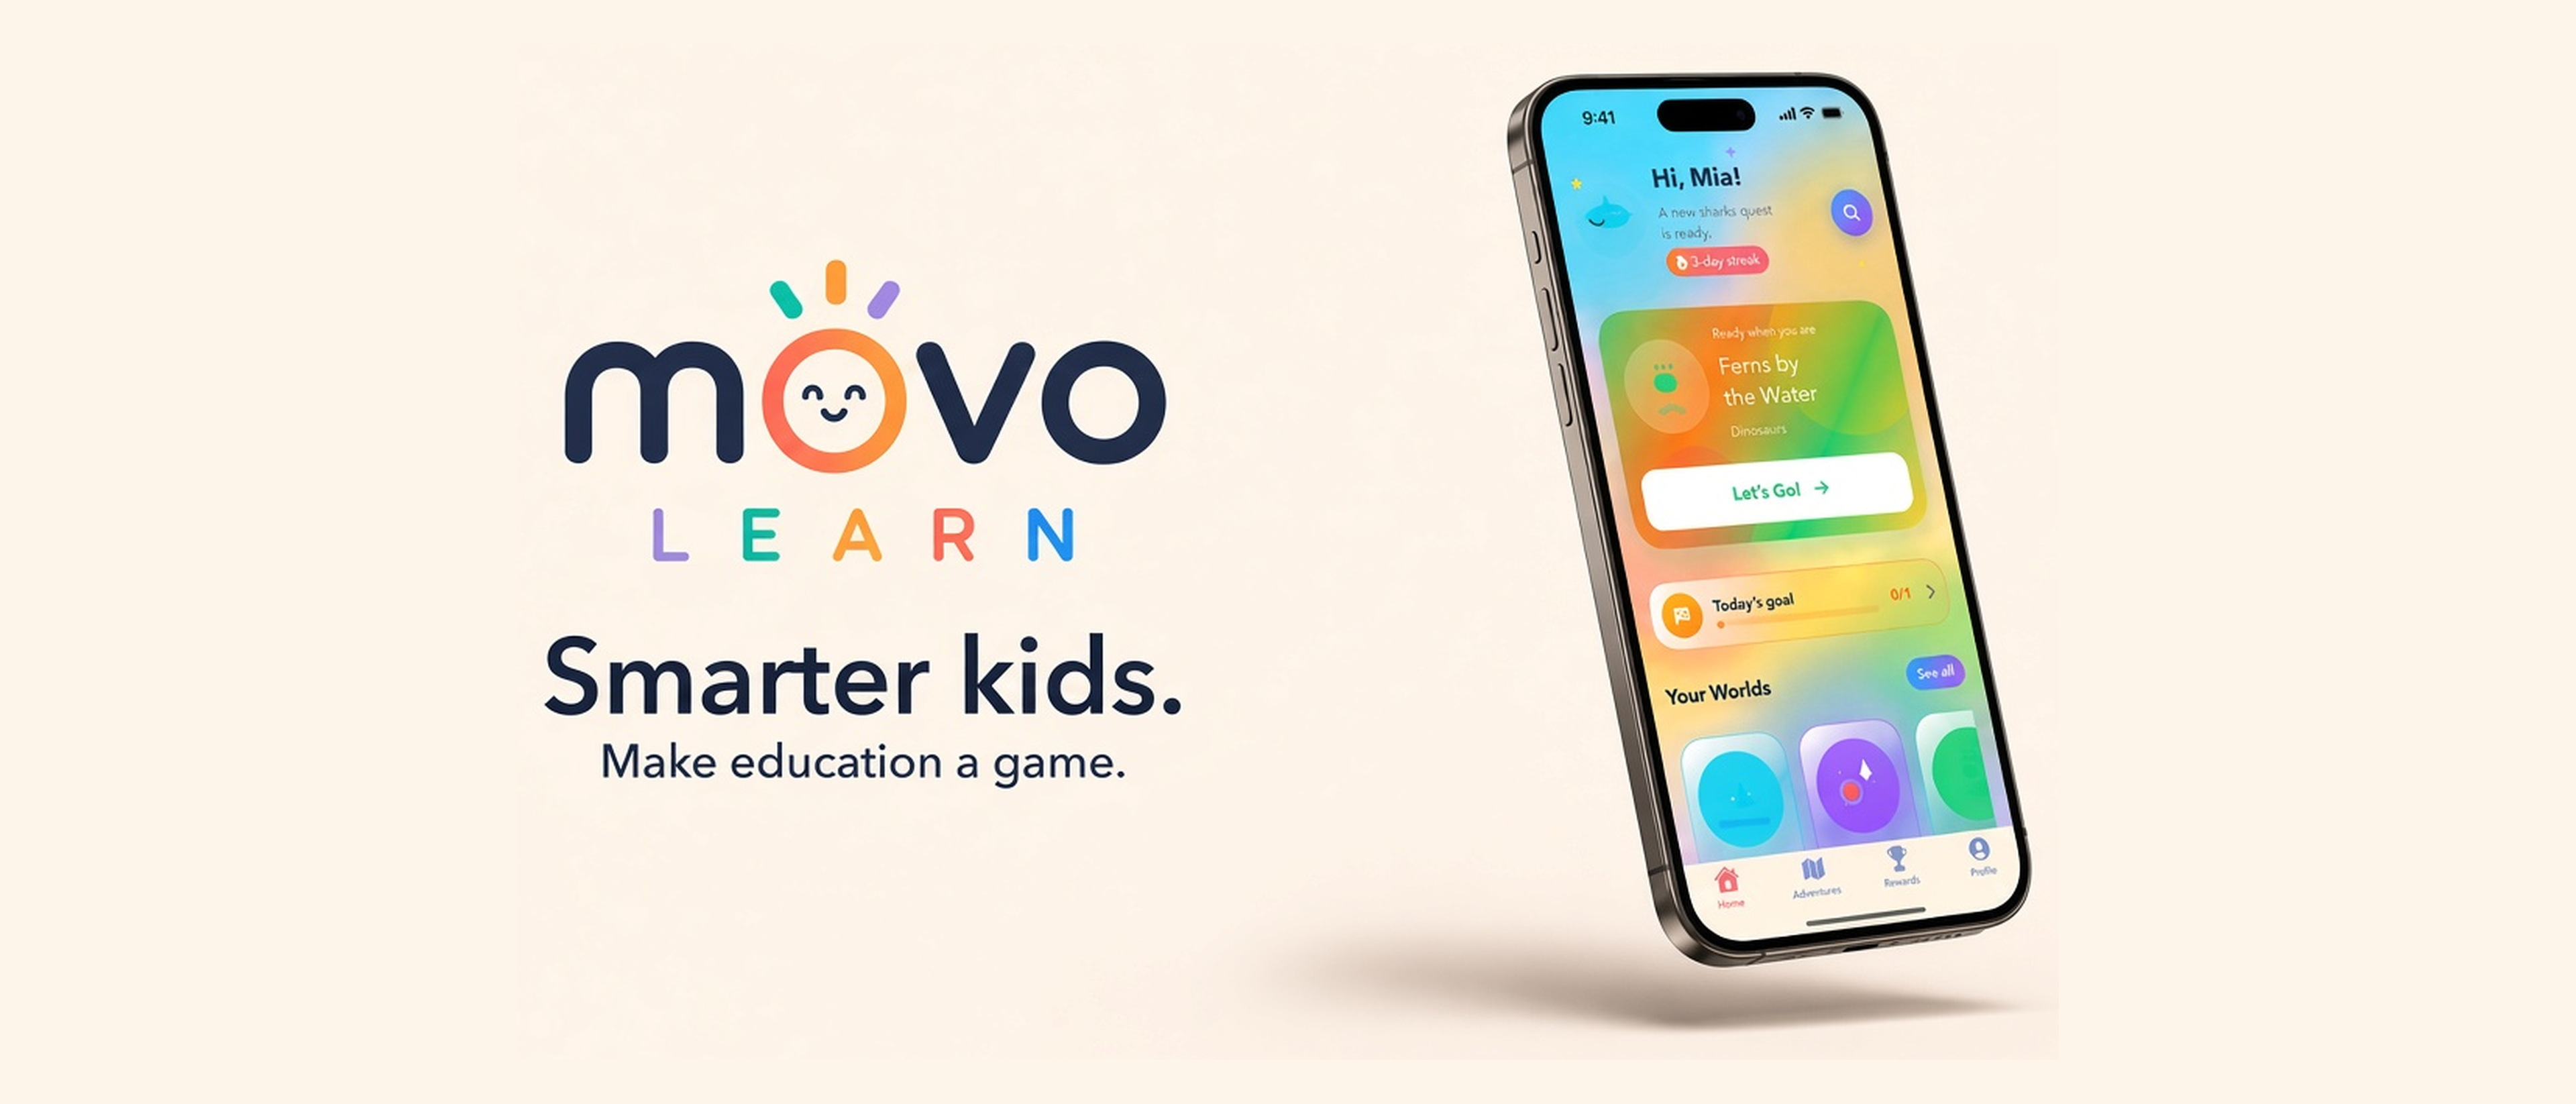 movo
LEARN
Smarter kids.
Make education a game.
9:41
Hi, Mia!
A new sharks quest
is ready.
3-day streak
Ready when you are
Ferns by
the Water
Dinosaurs
Let's Go!
Today's goal
0/1
Your Worlds
See all
Home
Adventures
Rewards
Profile